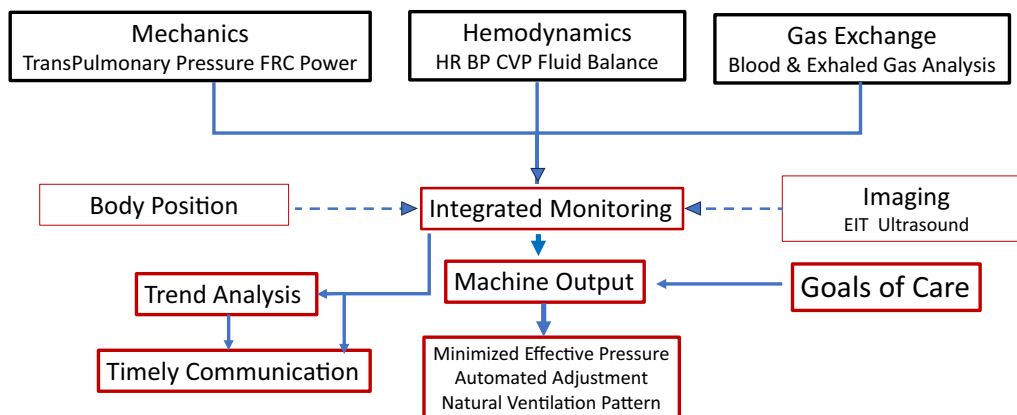 Mechanics
TransPulmonary Pressure FRC Power
Hemodynamics
HR BP CVP Fluid Balance
Gas Exchange
Blood & Exhaled Gas Analysis
Body Position
Integrated Monitoring
Imaging
EIT Ultrasound
Trend Analysis
Machine Output
Goals of Care
Timely Communication
Minimized Effective Pressure
Automated Adjustment
Natural Ventilation Pattern